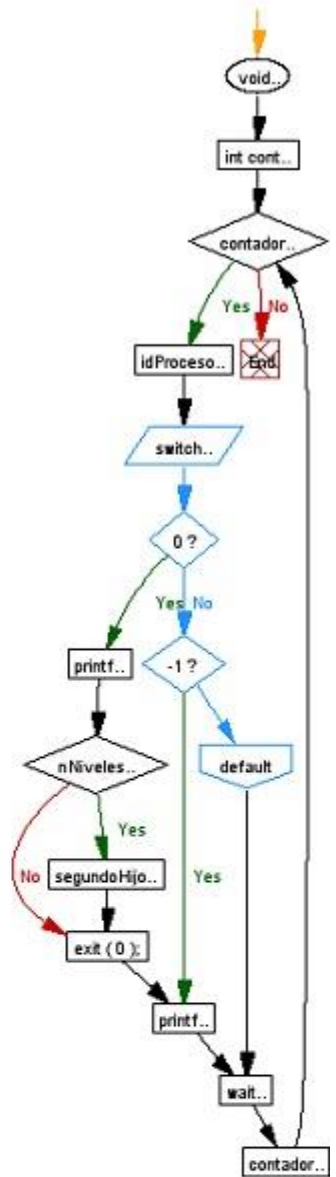 void..
int cont..
contador..
Yes No
idProceso..
End
switch..
0 ?
Yes No
printf..
-1 ?
nNiveles..
default
Yes
No
Yes
segundoHijo..
exit ( 0 );
printf..
wait..
contador..